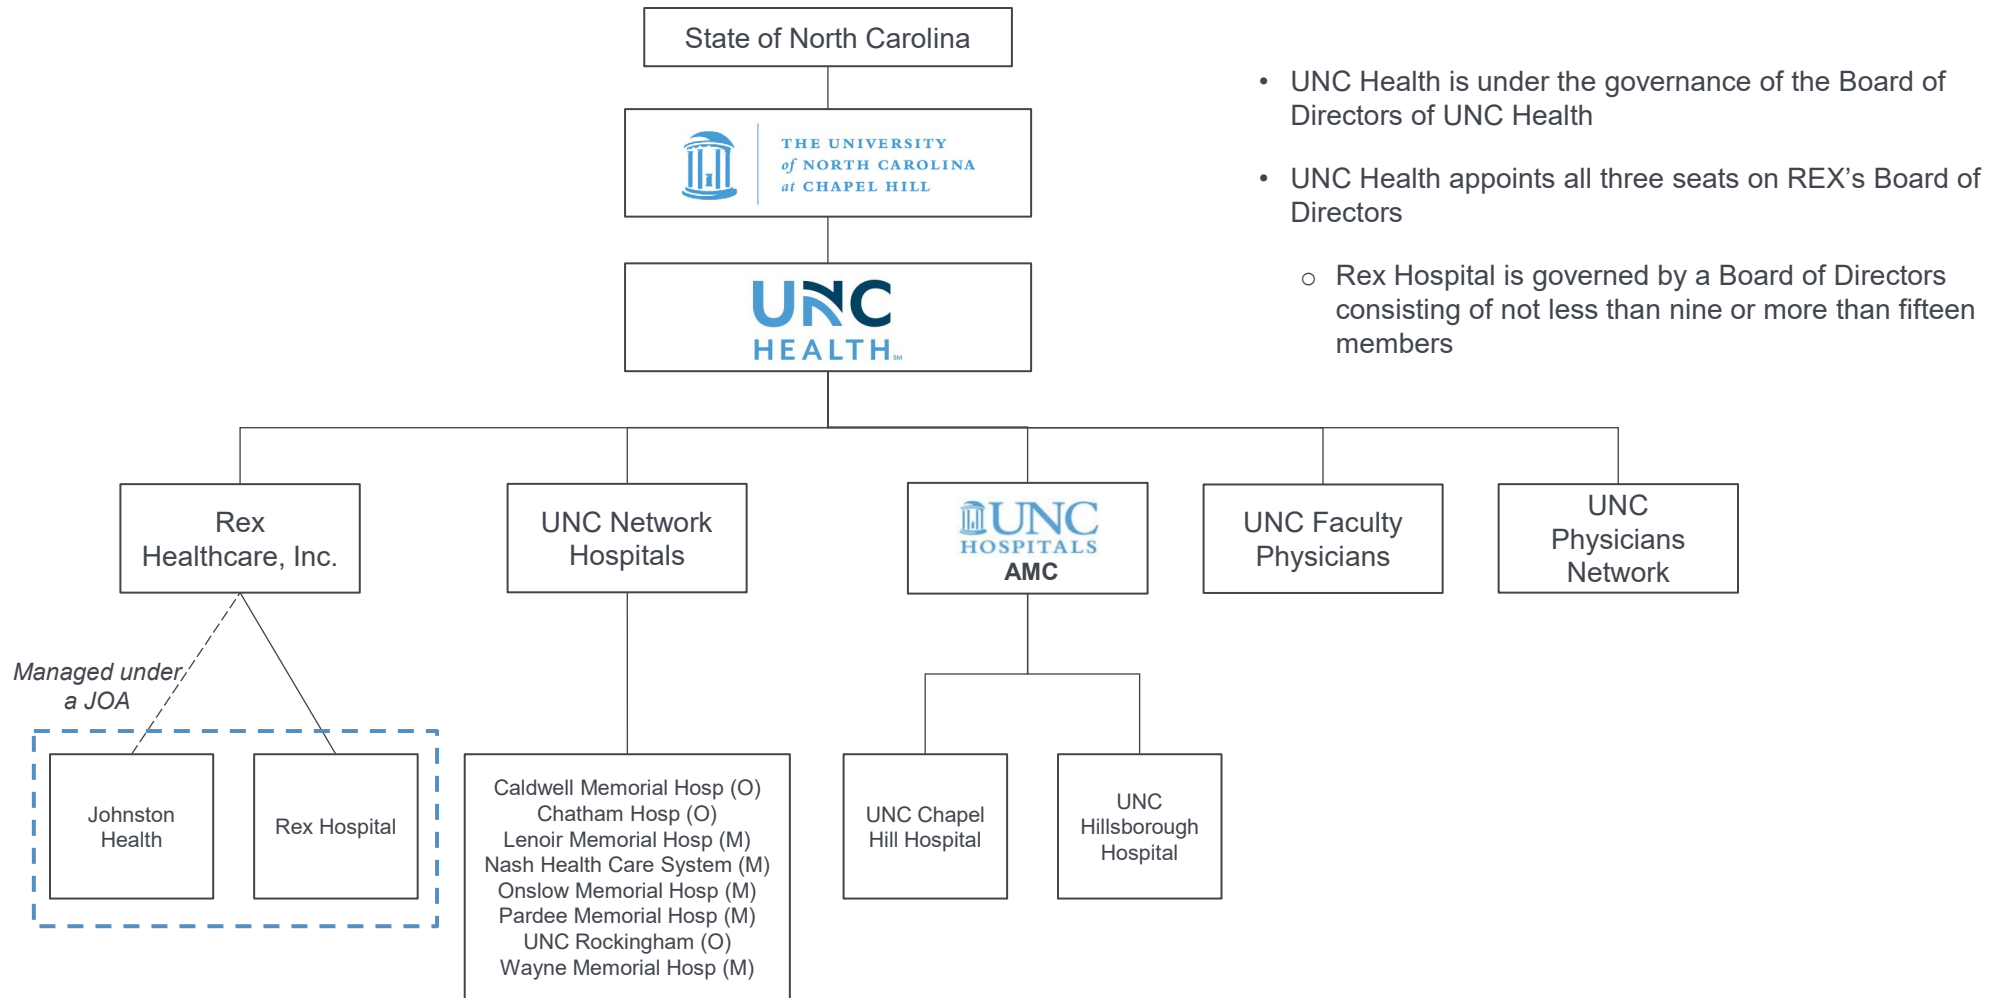 State of North Carolina
THE UNIVERSITY
of NORTH CAROLINA
at CHAPEL HILL
UNC
HEALTH℠
• UNC Health is under the governance of the Board of
Directors of UNC Health
• UNC Health appoints all three seats on REX’s Board of
Directors
○ Rex Hospital is governed by a Board of Directors
consisting of not less than nine or more than fifteen
members
Rex
Healthcare, Inc.
UNC Network
Hospitals
UNC
HOSPITALS
AMC
UNC Faculty
Physicians
UNC
Physicians
Network
Managed under
a JOA
Johnston
Health
Rex Hospital
Caldwell Memorial Hosp (O)
Chatham Hosp (O)
Lenoir Memorial Hosp (M)
Nash Health Care System (M)
Onslow Memorial Hosp (M)
Pardee Memorial Hosp (M)
UNC Rockingham (O)
Wayne Memorial Hosp (M)
UNC Chapel
Hill Hospital
UNC
Hillsborough
Hospital